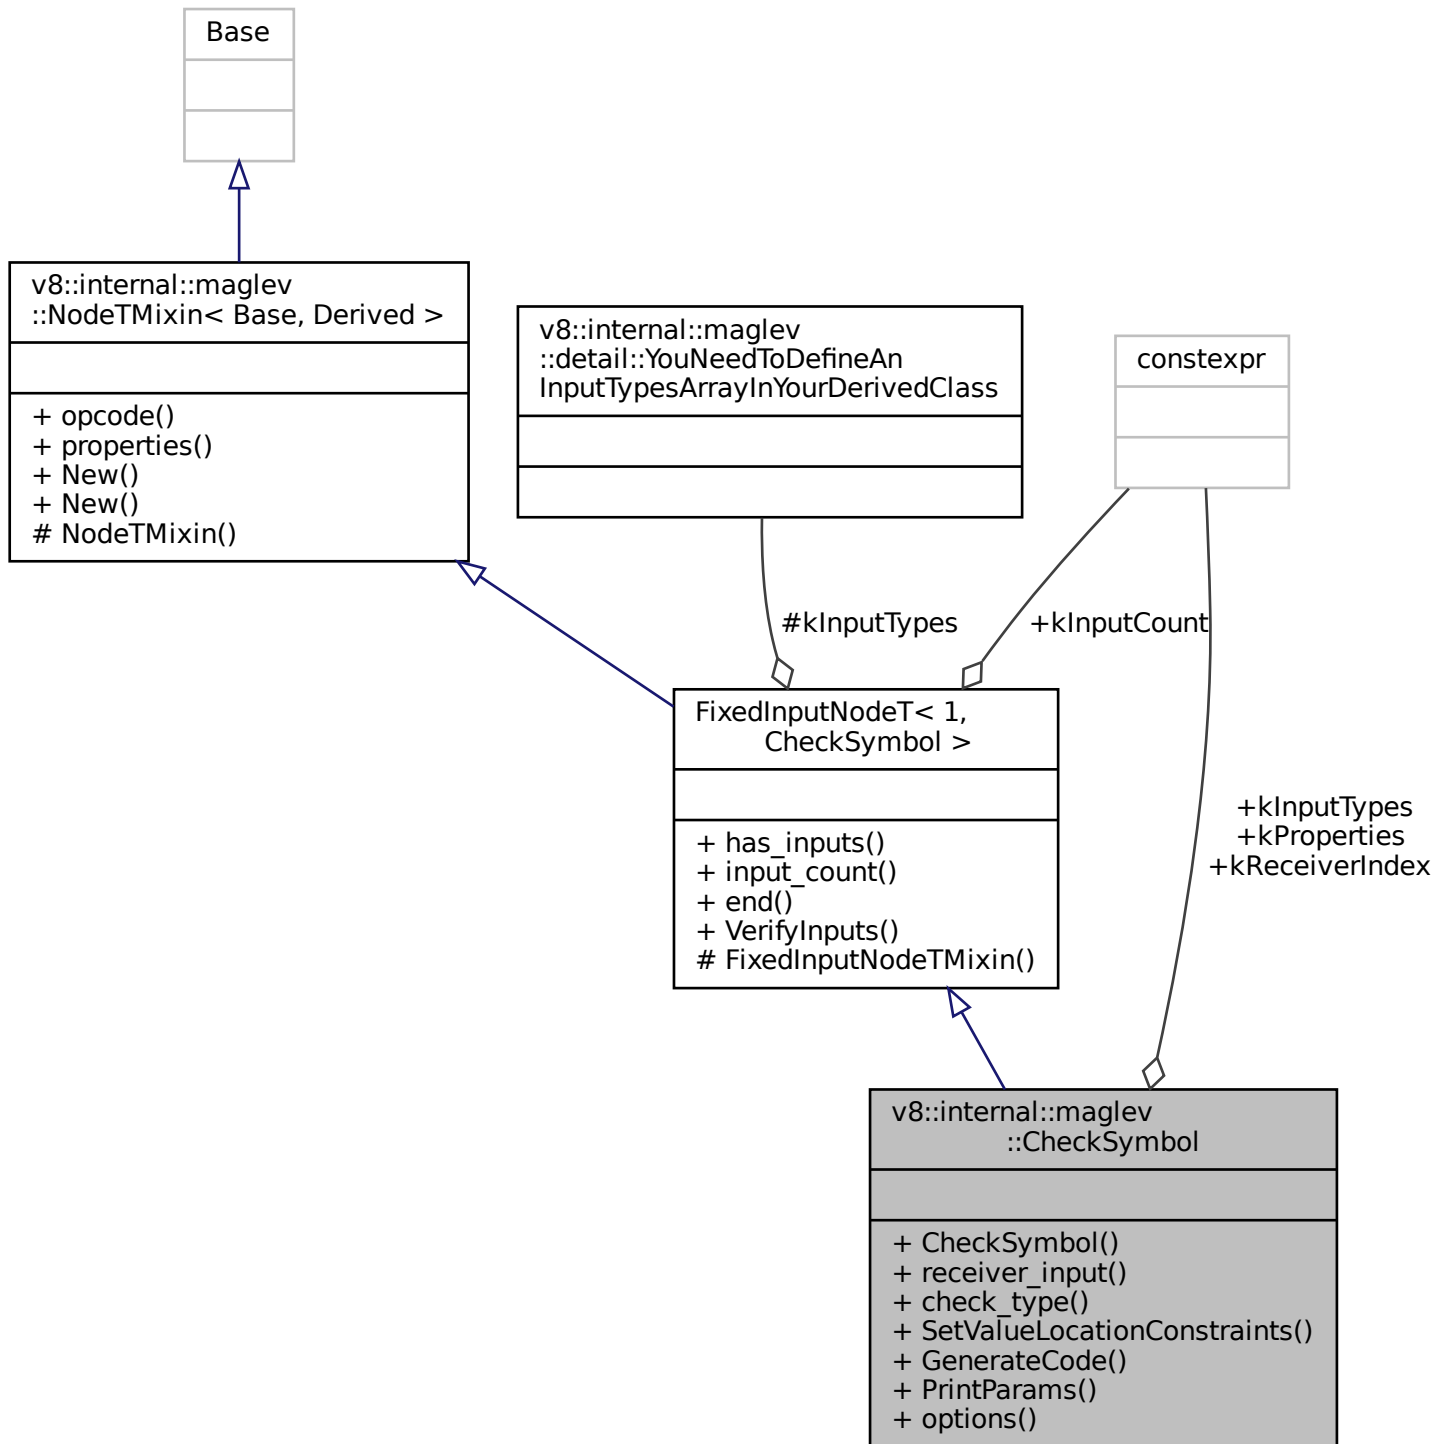 Base
v8::internal::maglev
::NodeTMixin< Base, Derived >
+ opcode()
+ properties()
+ New()
+ New()
# NodeTMixin()
v8::internal::maglev
::detail::YouNeedToDefineAn
InputTypesArrayInYourDerivedClass
constexpr
#kInputTypes
+kInputCount
FixedInputNodeT< 1,
CheckSymbol >
+ has_inputs()
+ input_count()
+ end()
+ VerifyInputs()
# FixedInputNodeTMixin()
+kInputTypes
+kProperties
+kReceiverIndex
v8::internal::maglev
::CheckSymbol
+ CheckSymbol()
+ receiver_input()
+ check_type()
+ SetValueLocationConstraints()
+ GenerateCode()
+ PrintParams()
+ options()